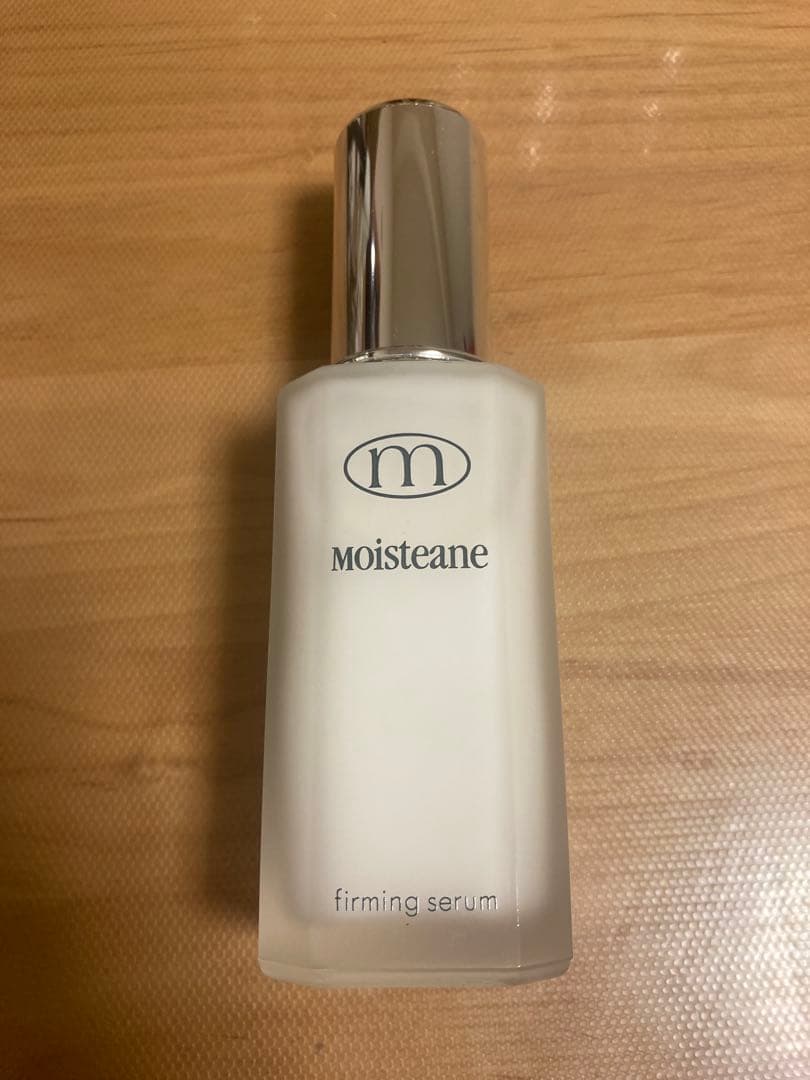 m
Moisteane
firming serum